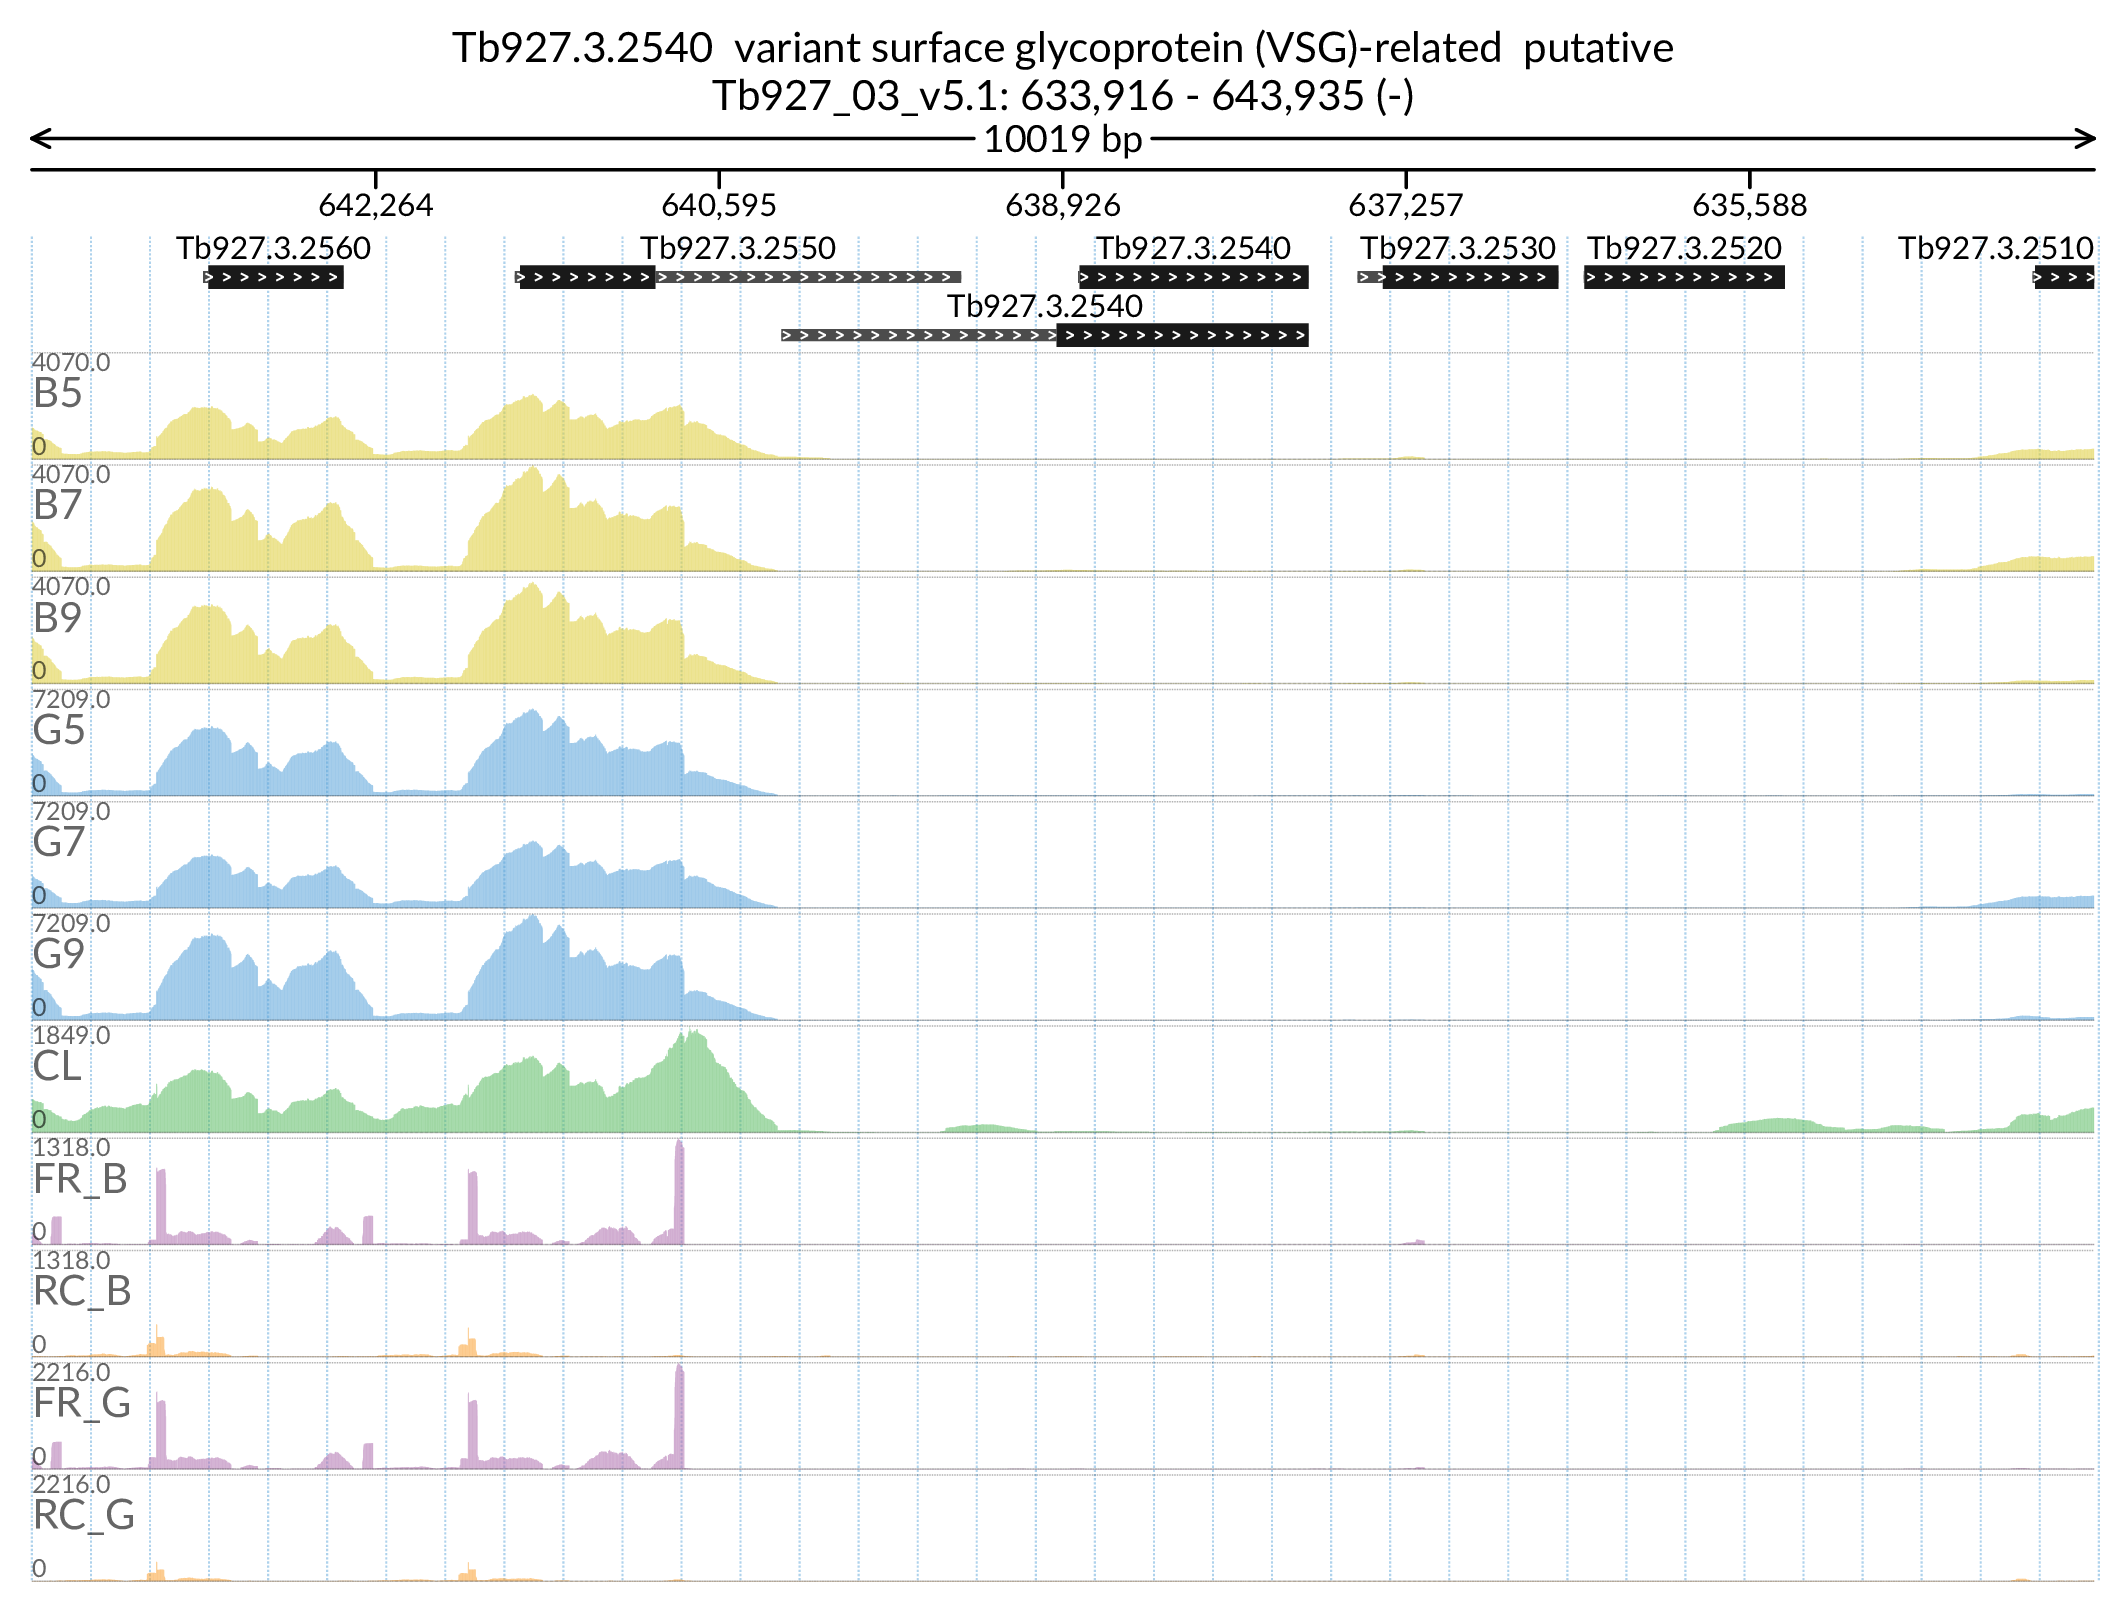 Tb927.3.2540  variant surface glycoprotein (VSG)-related  putative
Tb927_03_v5.1: 633,916 - 643,935 (-)
10019 bp
642,264 640,595 638,926 637,257 635,588
Tb927.3.2560 Tb927.3.2550 Tb927.3.2540 Tb927.3.2530 Tb927.3.2520 Tb927.3.2510
Tb927.3.2540
4070.0
B5
0
4070.0
B7
0
4070.0
B9
0
7209.0
G5
0
7209.0
G7
0
7209.0
G9
0
1849.0
CL
0
1318.0
FR_B
0
1318.0
RC_B
0
2216.0
FR_G
0
2216.0
RC_G
0